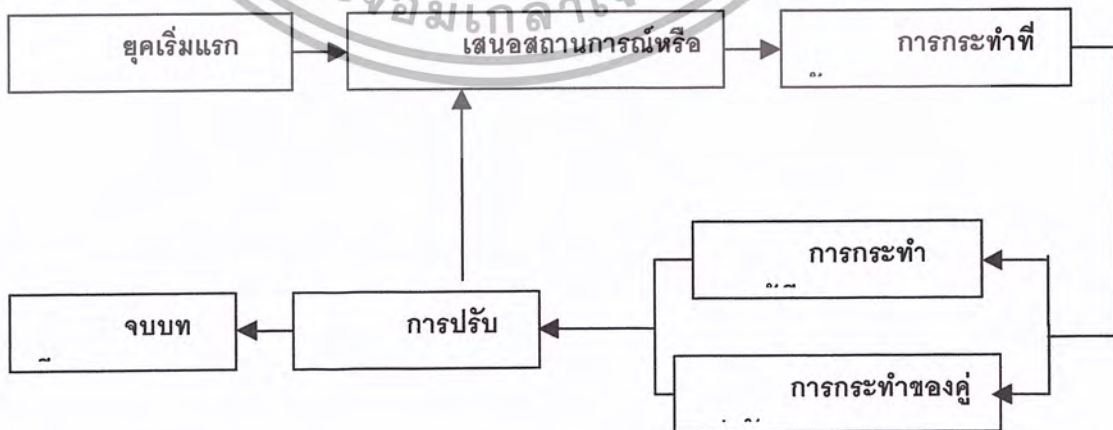 ยุคเริ่มแรก
เสนอสถานการณ์หรือ
การกระทำที่
การกระทำ
การกระทำของคู่
การปรับ
จบบท